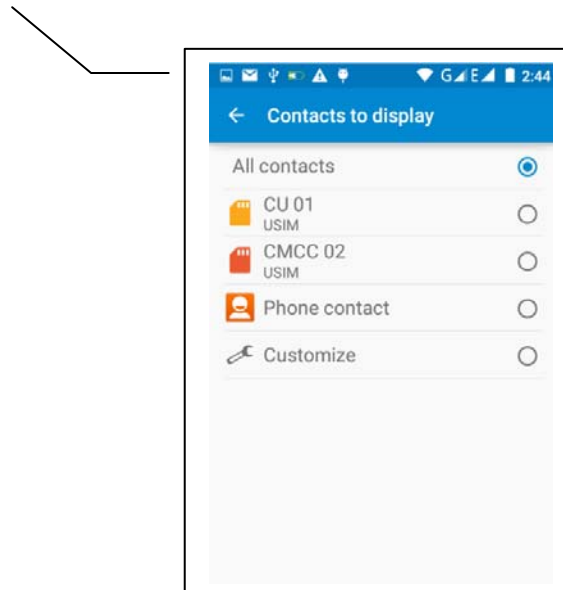 G E 2:44
Contacts to display
All contacts
CU 01
USIM
CMCC 02
USIM
Phone contact
Customize